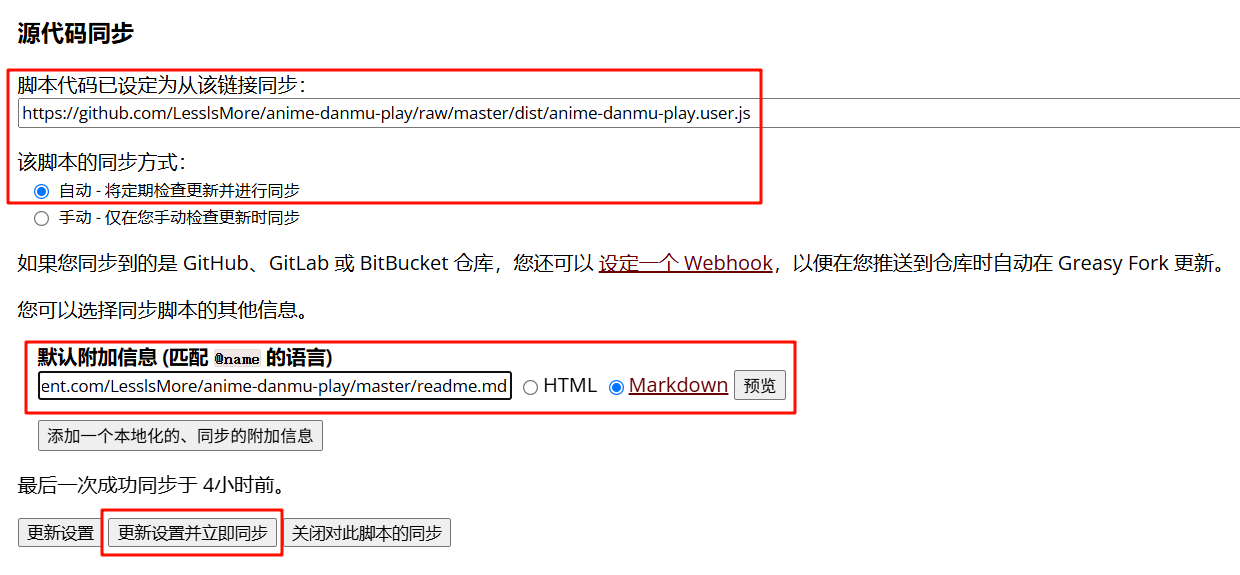 源代码同步
脚本代码已设定为从该链接同步：
https://github.com/LesslsMore/anime-danmu-play/raw/master/dist/anime-danmu-play.user.js
该脚本的同步方式：
自动 - 将定期检查更新并进行同步
手动 - 仅在您手动检查更新时同步
如果您同步到的是 GitHub、GitLab 或 BitBucket 仓库，您还可以 设定一个 Webhook，以便在您推送到仓库时自动在 Greasy Fork 更新。
您可以选择同步脚本的其他信息。
默认附加信息 (匹配 @name 的语言)
ent.com/LesslsMore/anime-danmu-play/master/readme.md HTML Markdown 预览
添加一个本地化的、同步的附加信息
最后一次成功同步于 4小时前。
更新设置 更新设置并立即同步 关闭对此脚本的同步